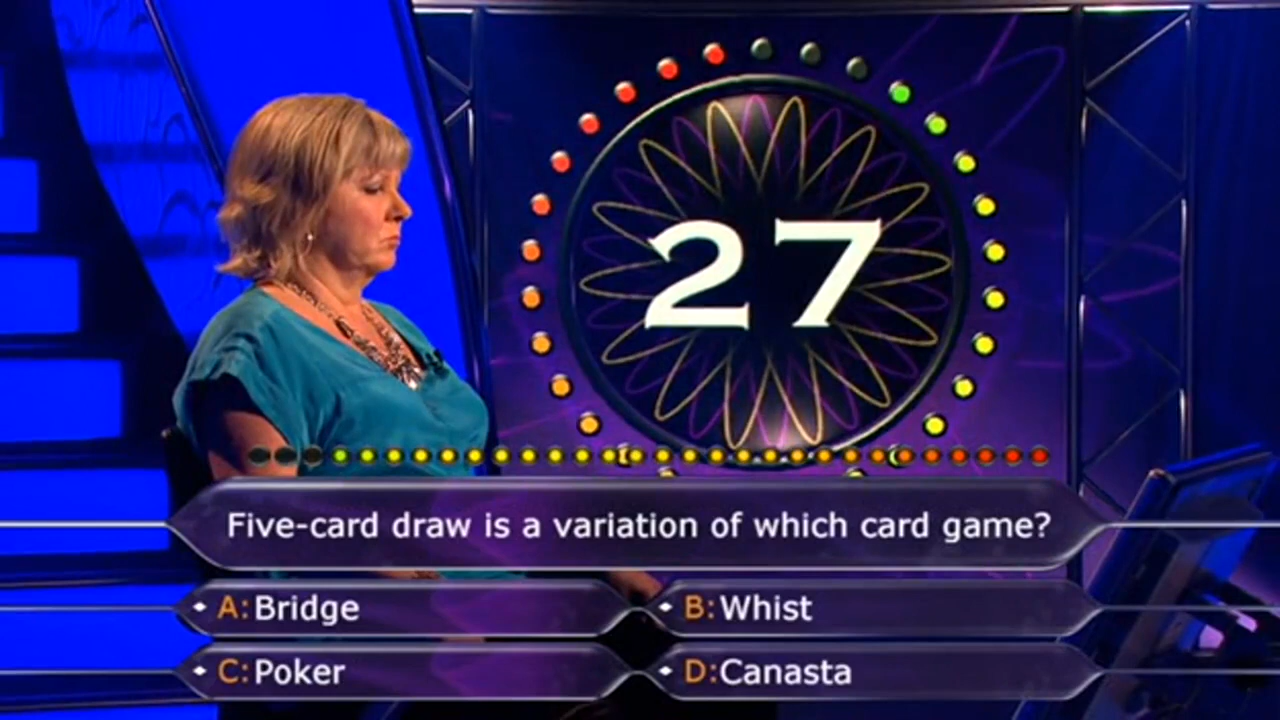 27
Five-card draw is a variation of which card game?
A: Bridge
B: Whist
C: Poker
D: Canasta